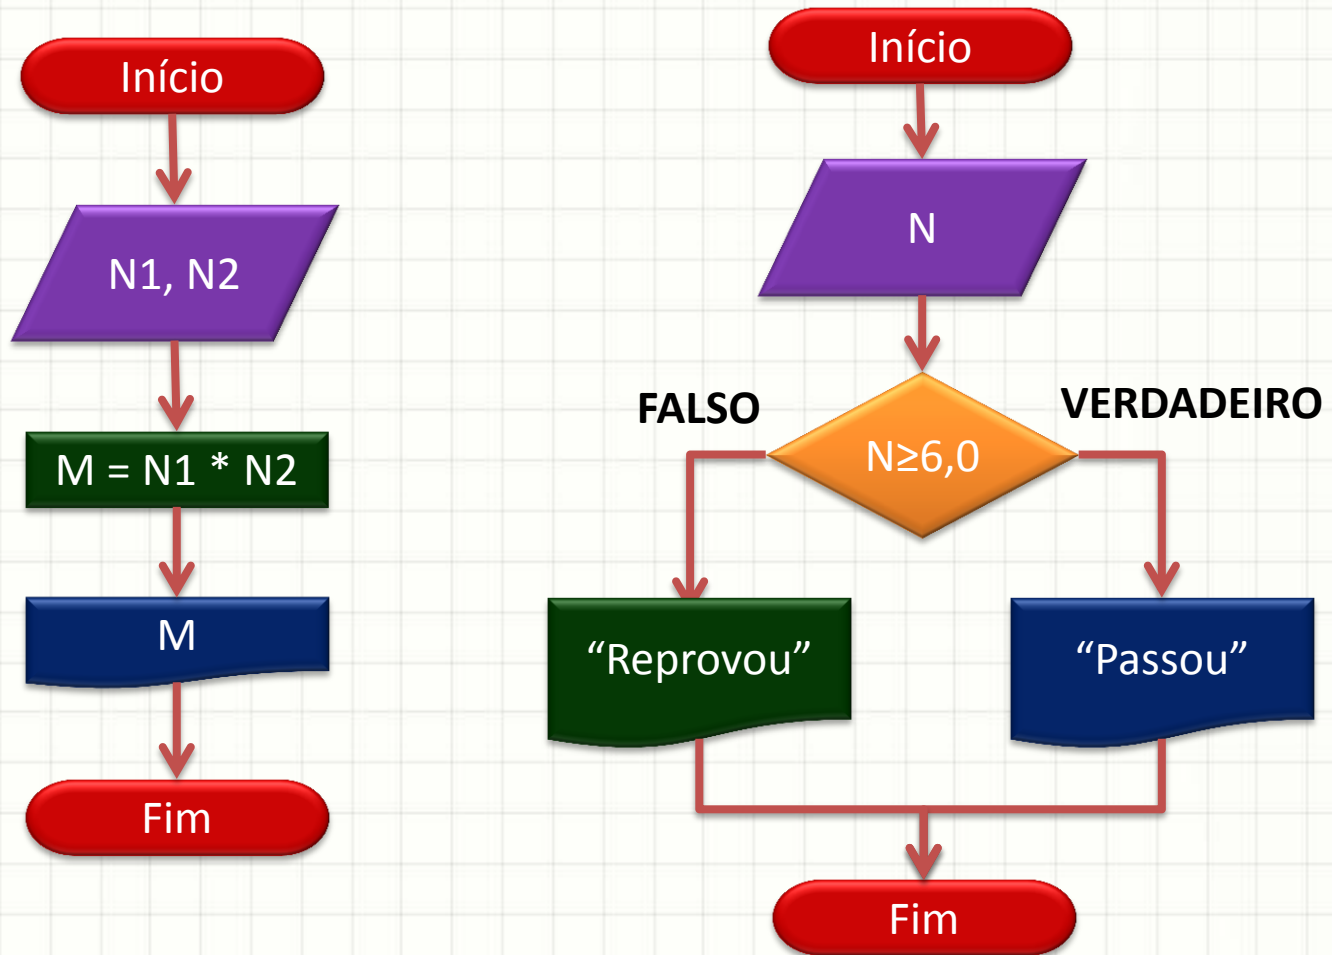 Início
N1, N2
M = N1 * N2
M
Fim
Início
N
FALSO
VERDADEIRO
N≥6,0
“Reprovou”
“Passou”
Fim